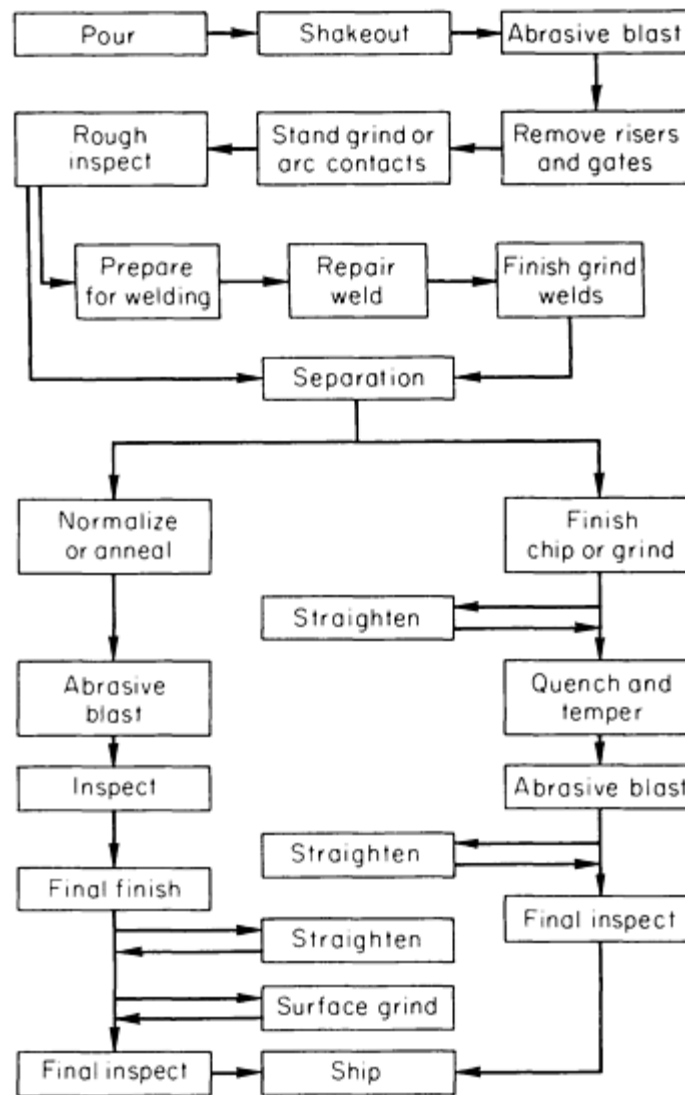 Pour
Shakeout
Abrasive blast
Rough
inspect
Stand grind or
arc contacts
Remove risers
and gates
Prepare
for welding
Repair
weld
Finish grind
welds
Separation
Normalize
or anneal
Finish
chip or grind
Straighten
Abrasive
blast
Quench and
temper
Inspect
Abrasive blast
Straighten
Final finish
Final inspect
Straighten
Surface grind
Final inspect
Ship